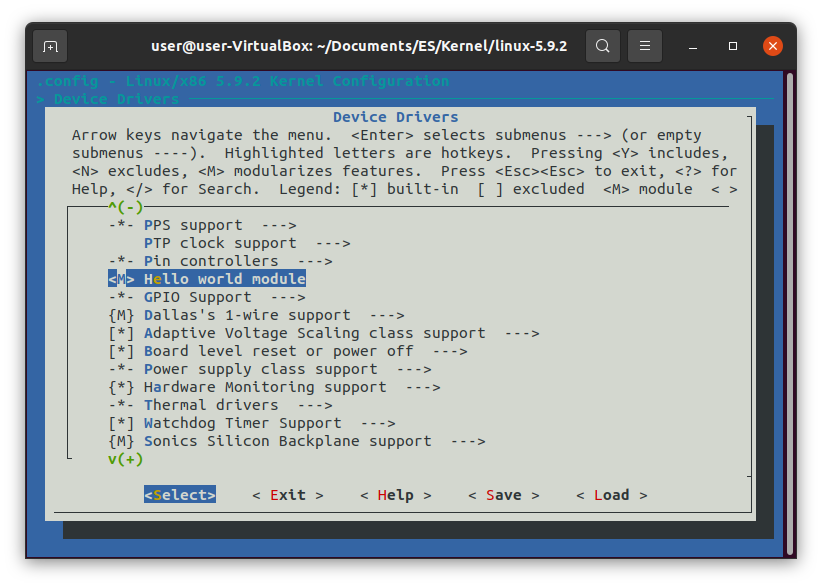 user@user-VirtualBox: ~/Documents/ES/Kernel/linux-5.9.2
.config - Linux/x86 5.9.2 Kernel Configuration
> Device Drivers
Device Drivers
Arrow keys navigate the menu.  <Enter> selects submenus ---> (or empty
submenus ----).  Highlighted letters are hotkeys.  Pressing <Y> includes,
<N> excludes, <M> modularizes features.  Press <Esc><Esc> to exit, <?> for
Help, </> for Search.  Legend: [*] built-in  [ ] excluded  <M> module  < >
^(-)
-*- PPS support  --->
PTP clock support  --->
-*- Pin controllers  --->
<M> Hello world module
-*- GPIO Support  --->
{M} Dallas's 1-wire support  --->
[*] Adaptive Voltage Scaling class support  --->
[*] Board level reset or power off  --->
-*- Power supply class support  --->
{*} Hardware Monitoring support  --->
-*- Thermal drivers  --->
[*] Watchdog Timer Support  --->
{M} Sonics Silicon Backplane support  --->
v(+)
<Select>    < Exit >    < Help >    < Save >    < Load >